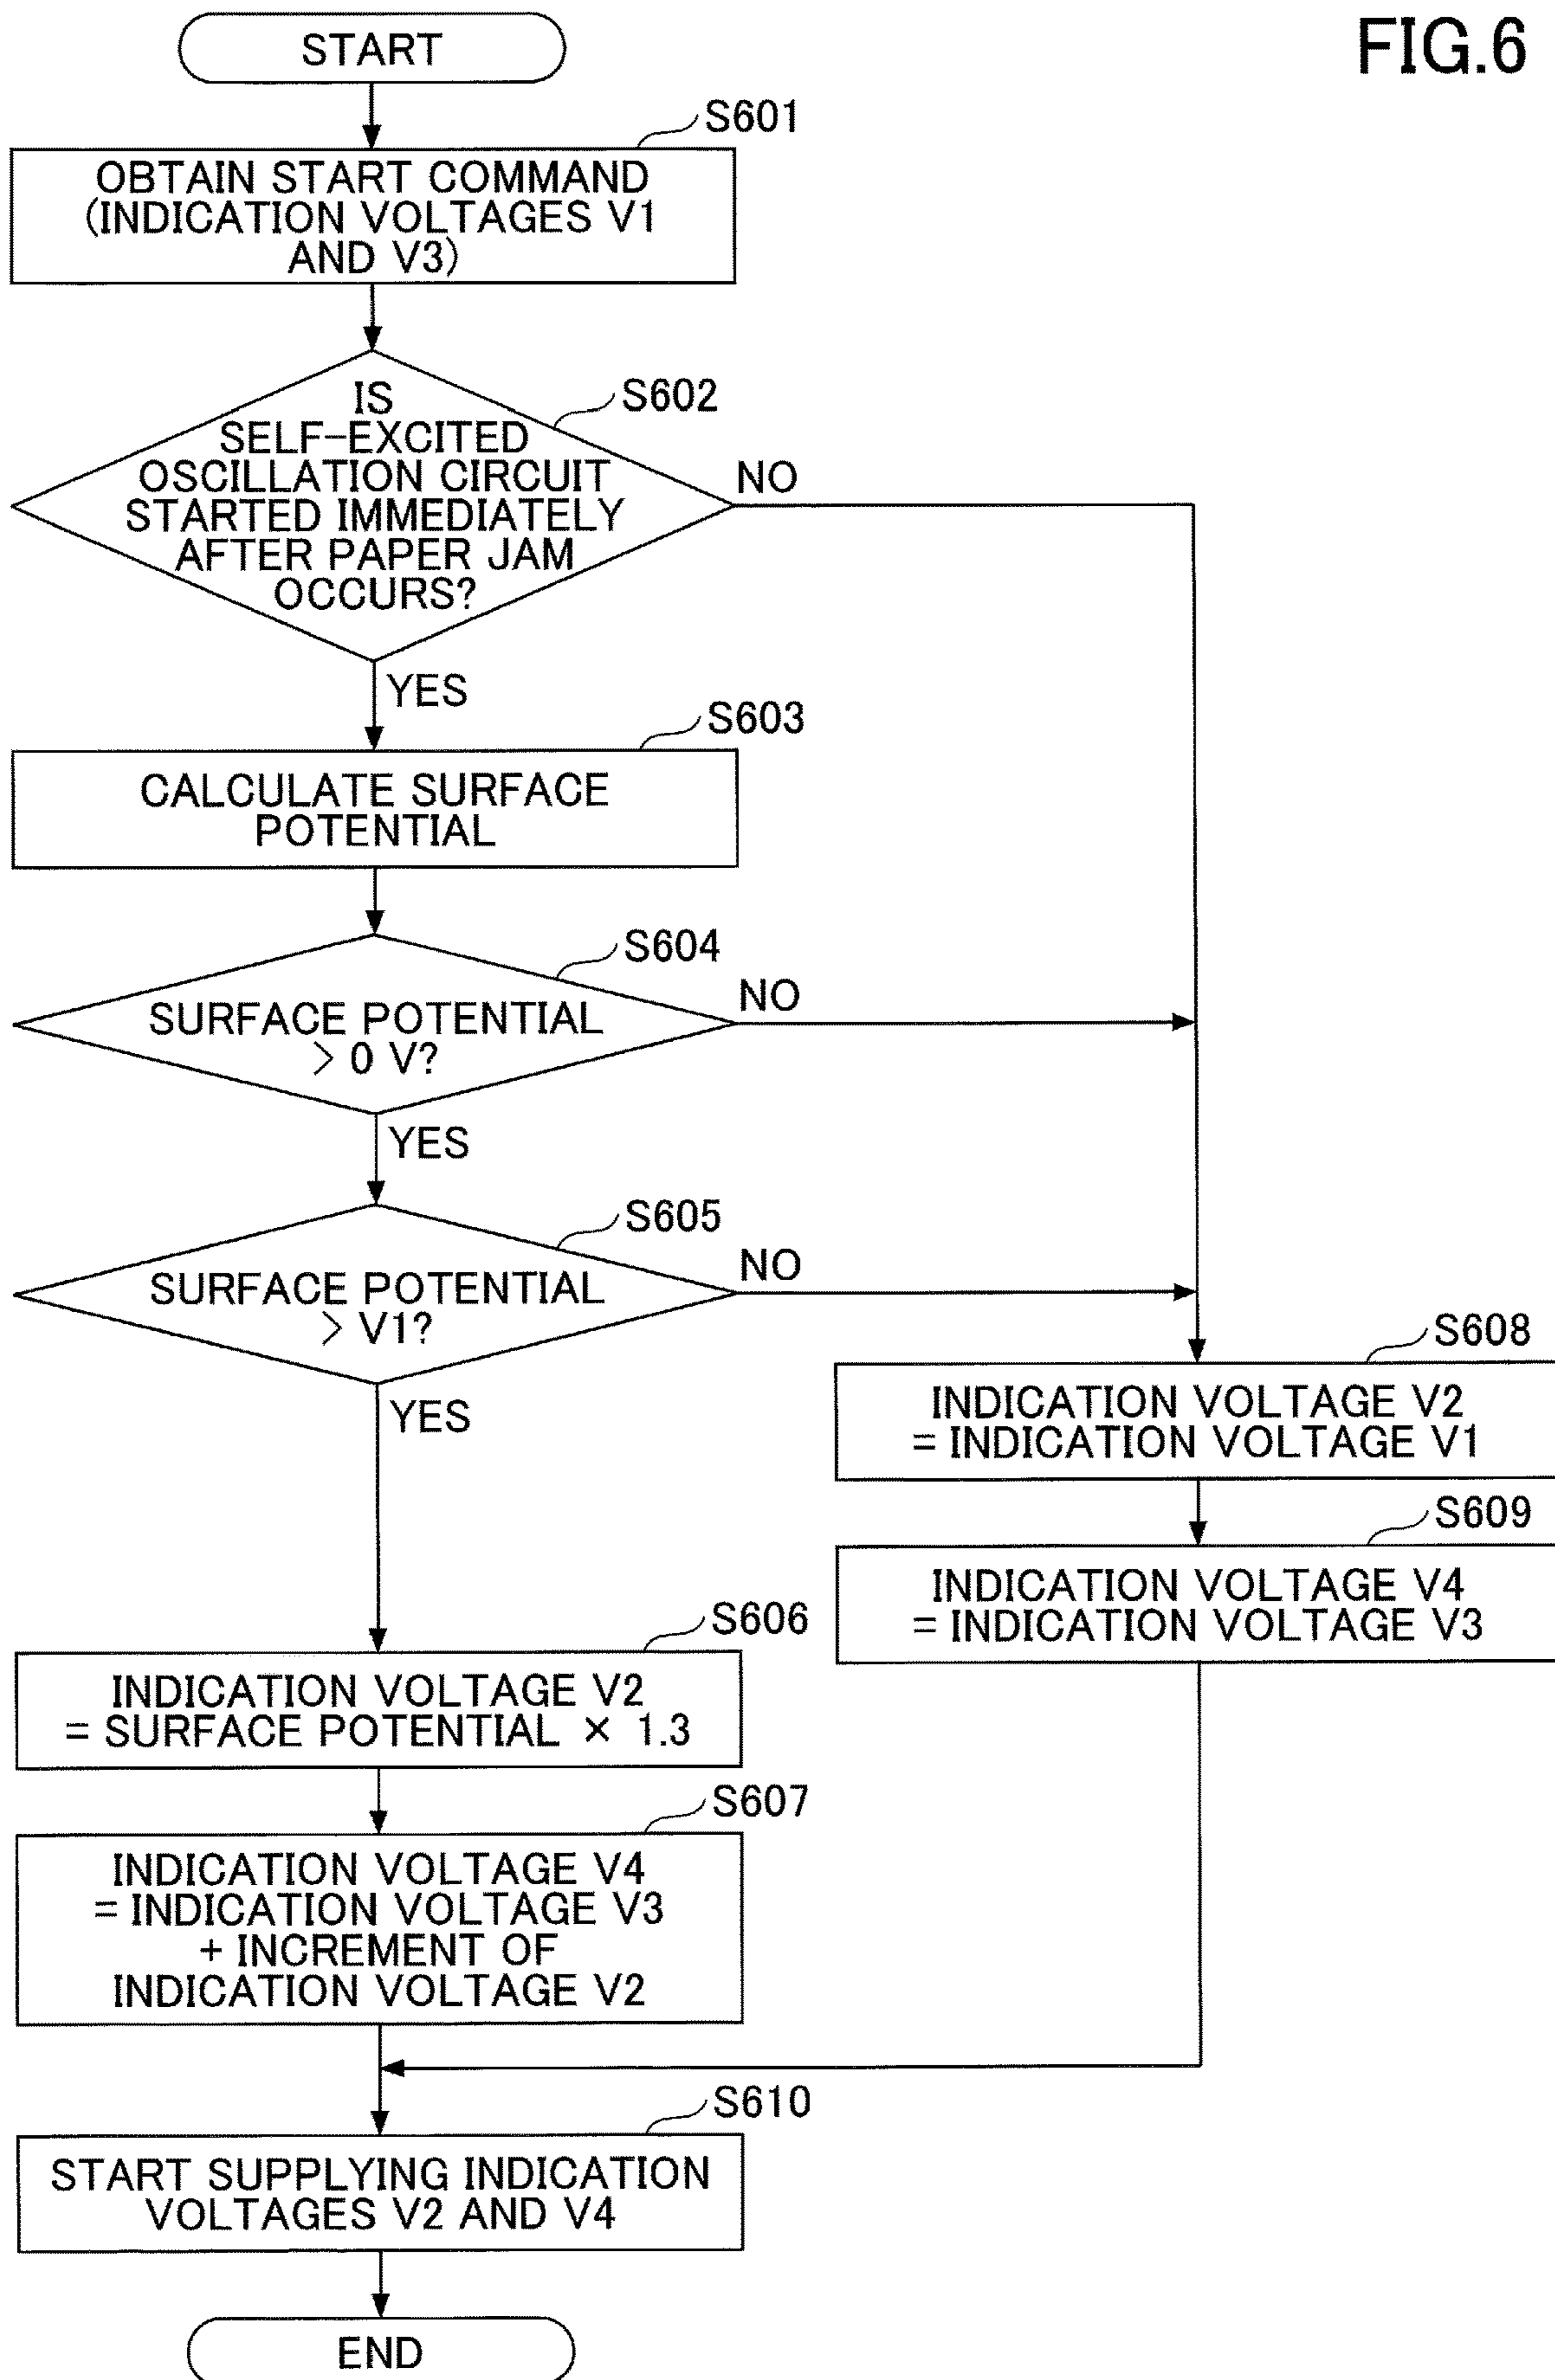 FIG.6
START
S601
OBTAIN START COMMAND
(INDICATION VOLTAGES V1
AND V3)
S602
IS
SELF-EXCITED
OSCILLATION CIRCUIT
STARTED IMMEDIATELY
AFTER PAPER JAM
OCCURS?
NO
YES
S603
CALCULATE SURFACE
POTENTIAL
S604
SURFACE POTENTIAL
> 0 V?
NO
YES
S605
SURFACE POTENTIAL
> V1?
NO
YES
S608
INDICATION VOLTAGE V2
= INDICATION VOLTAGE V1
S609
INDICATION VOLTAGE V4
= INDICATION VOLTAGE V3
S606
INDICATION VOLTAGE V2
= SURFACE POTENTIAL × 1.3
S607
INDICATION VOLTAGE V4
= INDICATION VOLTAGE V3
+ INCREMENT OF
INDICATION VOLTAGE V2
S610
START SUPPLYING INDICATION
VOLTAGES V2 AND V4
END